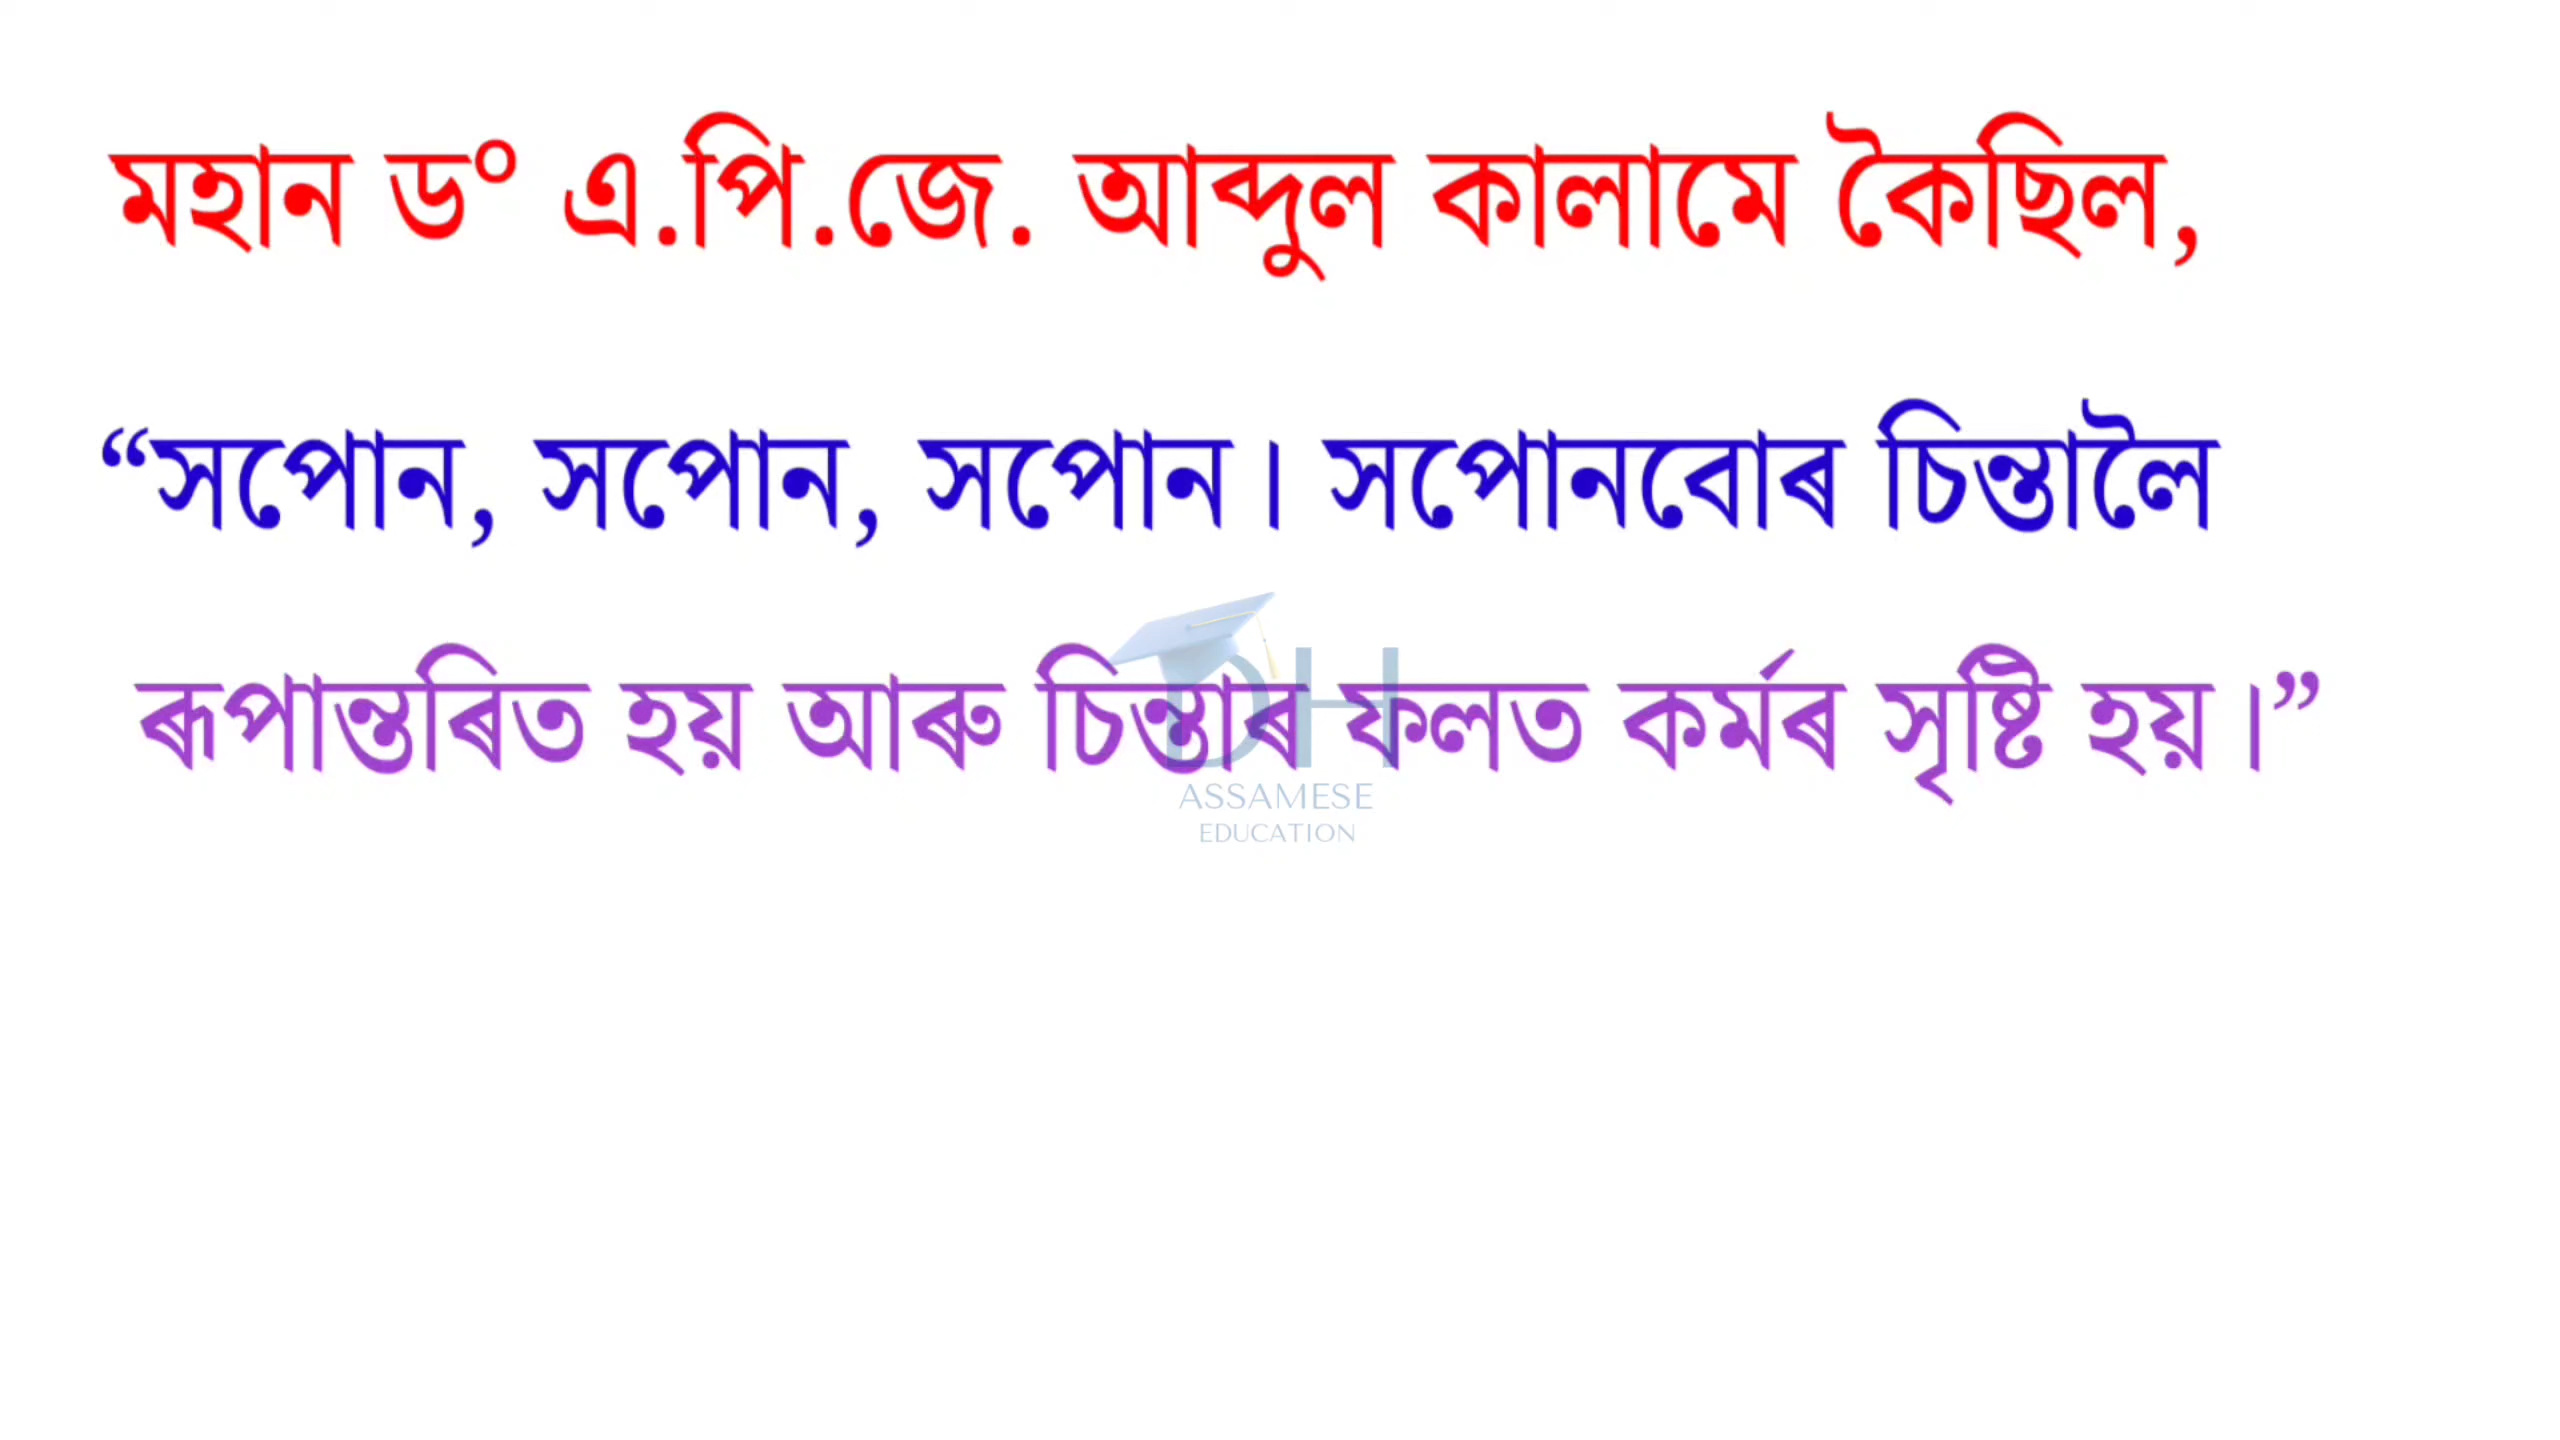 মহান ড° এ.পি.জে. আব্দুল কালামে কৈছিল,
“সপোন, সপোন, সপোন। সপোনবোৰ চিন্তালৈ
ৰূপান্তৰিত হয় আৰু চিন্তাৰ ফলত কৰ্মৰ সৃষ্টি হয়।”
DH
ASSAMESE
EDUCATION